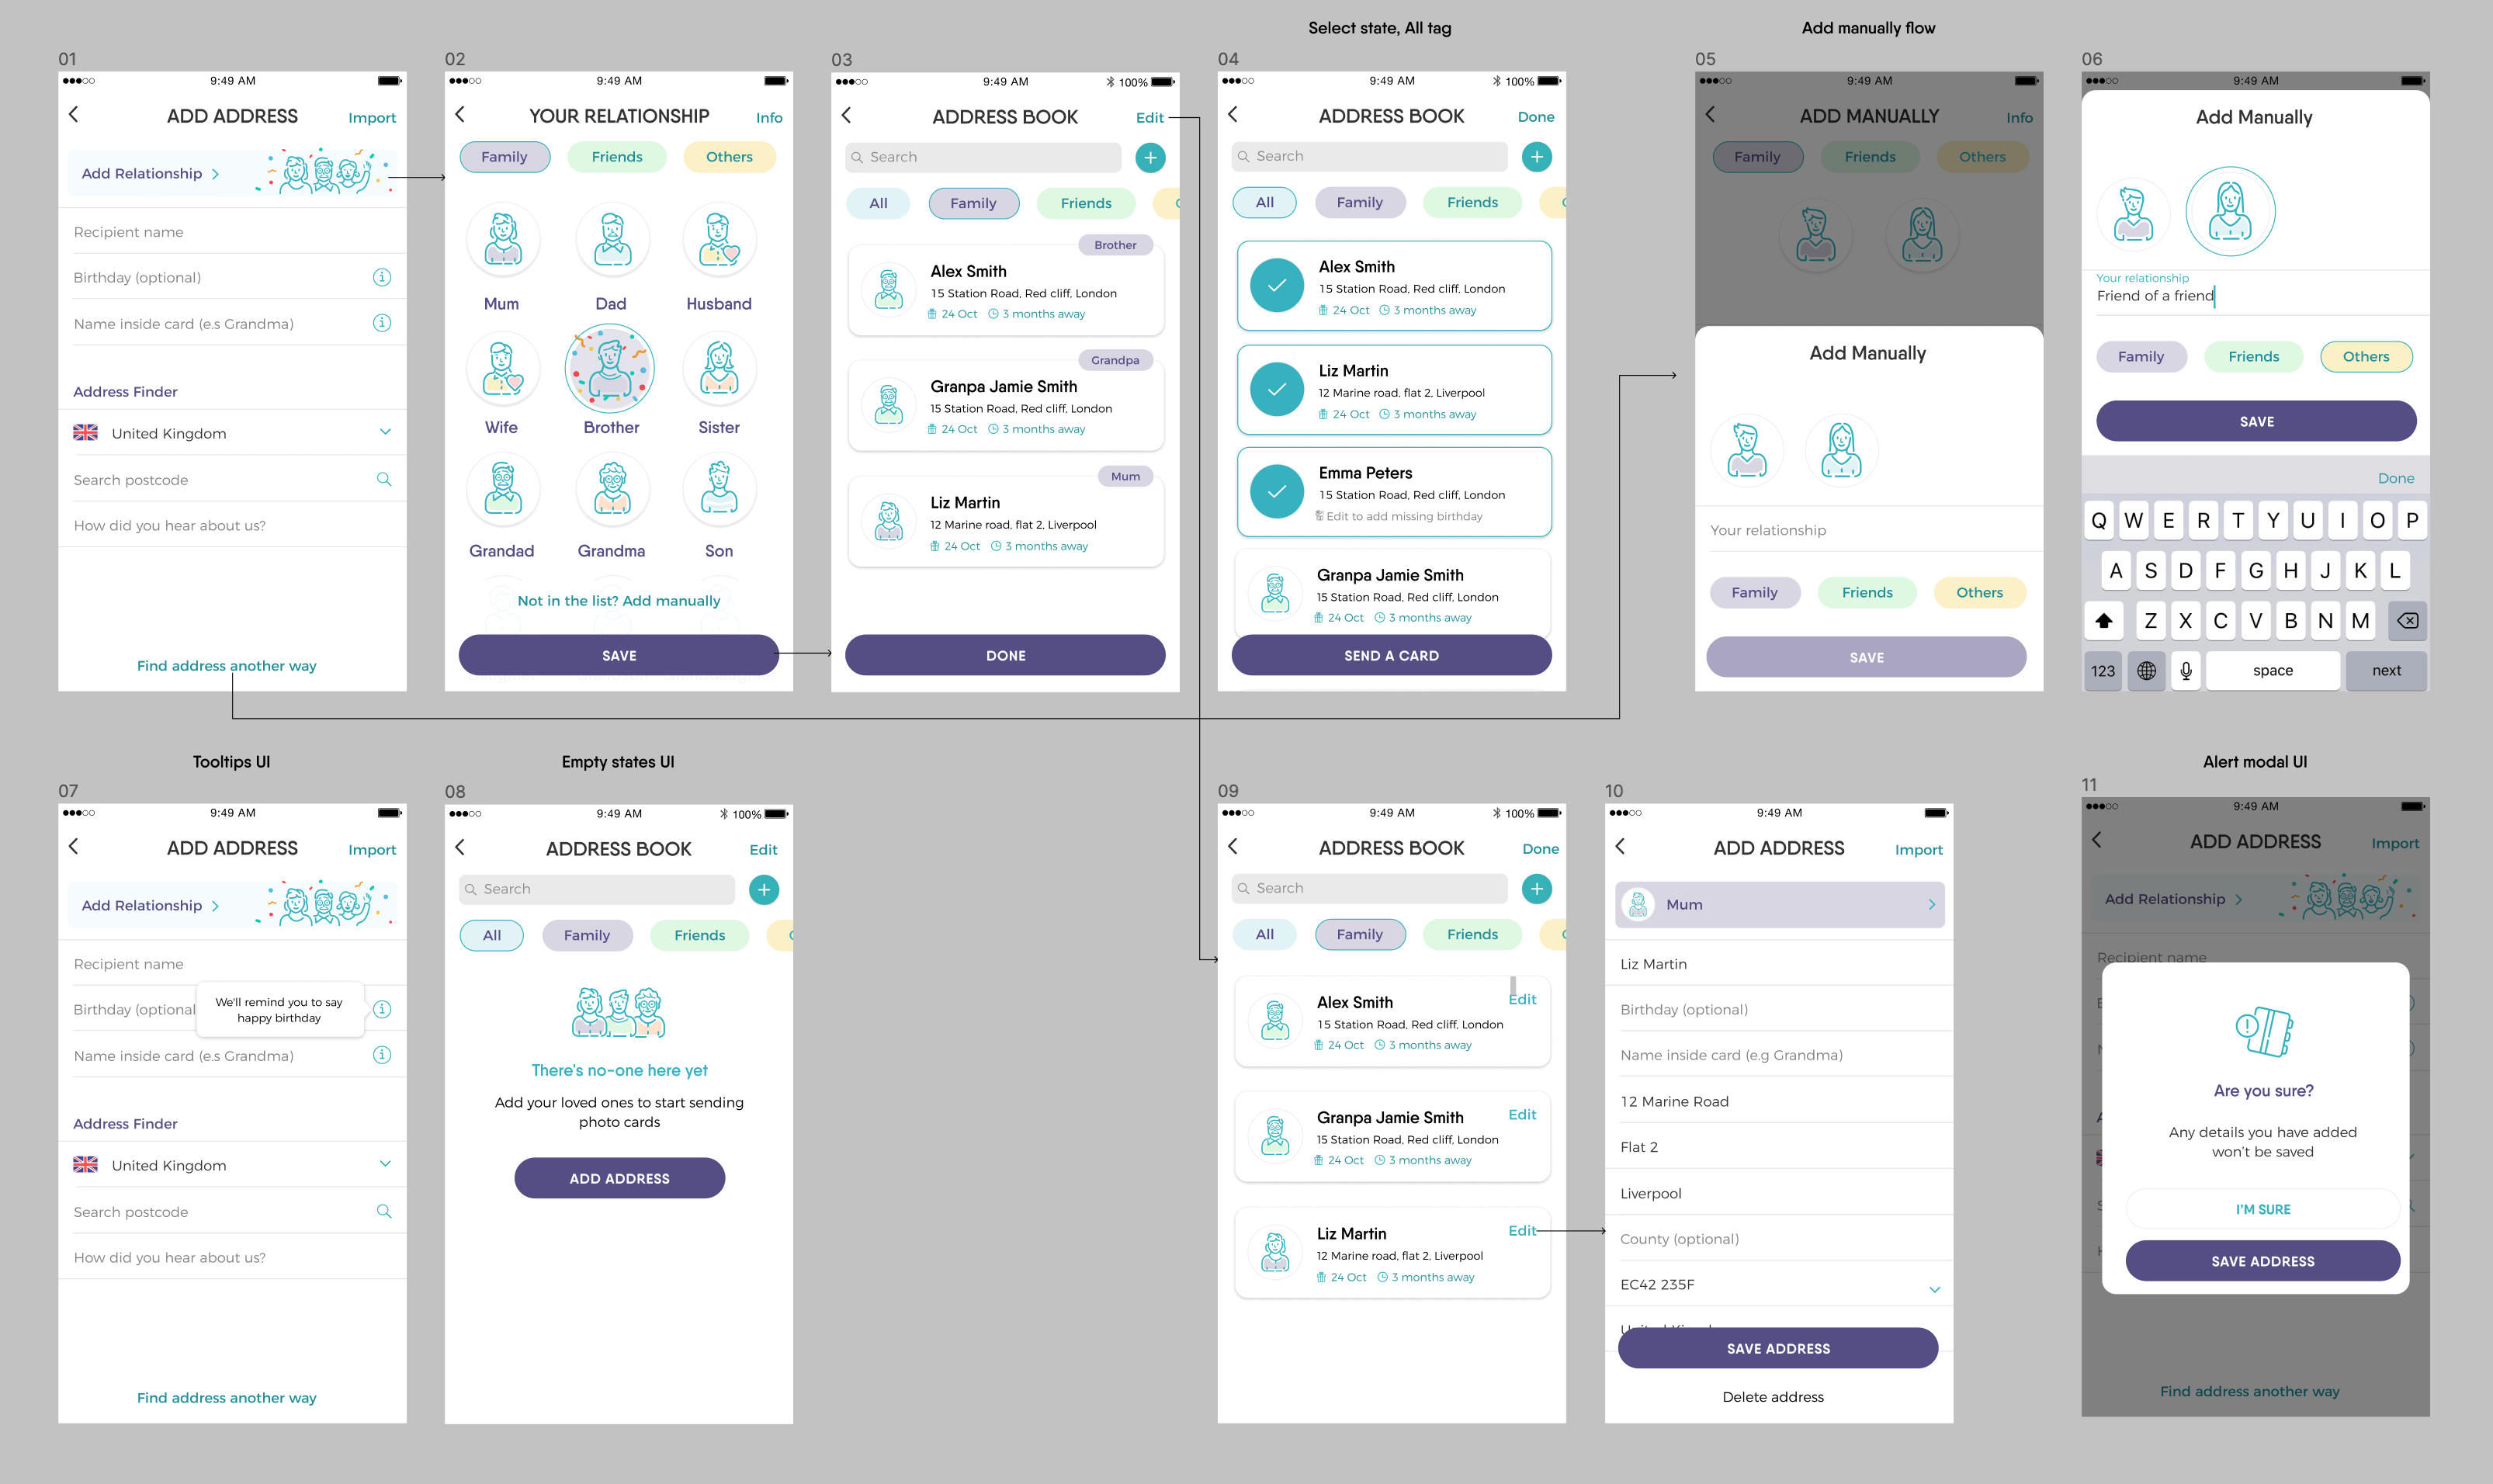 Select state, All tag
Add manually flow
01
9:49 AM
ADD ADDRESS
Import
Add Relationship
Recipient name
Birthday (optional)
Name inside card (e.s Grandma)
Address Finder
United Kingdom
Search postcode
How did you hear about us?
Find address another way
02
9:49 AM
YOUR RELATIONSHIP
Info
Family
Friends
Others
Mum
Dad
Husband
Wife
Brother
Sister
Grandad
Grandma
Son
Not in the list? Add manually
SAVE
03
9:49 AM
100%
ADDRESS BOOK
Edit
Search
All
Family
Friends
Brother
Alex Smith
15 Station Road, Red cliff, London
24 Oct
3 months away
Grandpa
Granpa Jamie Smith
15 Station Road, Red cliff, London
24 Oct
3 months away
Mum
Liz Martin
12 Marine road, flat 2, Liverpool
24 Oct
3 months away
DONE
04
9:49 AM
100%
ADDRESS BOOK
Done
Search
All
Family
Friends
Alex Smith
15 Station Road, Red cliff, London
24 Oct
3 months away
Liz Martin
12 Marine road, flat 2, Liverpool
24 Oct
3 months away
Emma Peters
15 Station Road, Red cliff, London
Edit to add missing birthday
Granpa Jamie Smith
15 Station Road, Red cliff, London
24 Oct
3 months away
SEND A CARD
05
9:49 AM
ADD MANUALLY
Info
Family
Friends
Others
Add Manually
Your relationship
Family
Friends
Others
SAVE
06
9:49 AM
Add Manually
Your relationship
Friend of a friend
Family
Friends
Others
SAVE
Done
Q W E R T Y U I O P
A S D F G H J K L
Z X C V B N M
123
space
next
Tooltips UI
07
9:49 AM
ADD ADDRESS
Import
Add Relationship
Recipient name
Birthday (optional
We'll remind you to say
happy birthday
Name inside card (e.s Grandma)
Address Finder
United Kingdom
Search postcode
How did you hear about us?
Find address another way
Empty states UI
08
9:49 AM
100%
ADDRESS BOOK
Edit
Search
All
Family
Friends
There's no-one here yet
Add your loved ones to start sending
photo cards
ADD ADDRESS
09
9:49 AM
100%
ADDRESS BOOK
Done
Search
All
Family
Friends
Alex Smith
Edit
15 Station Road, Red cliff, London
24 Oct
3 months away
Granpa Jamie Smith
Edit
15 Station Road, Red cliff, London
24 Oct
3 months away
Liz Martin
Edit
12 Marine road, flat 2, Liverpool
24 Oct
3 months away
10
9:49 AM
ADD ADDRESS
Import
Mum
Liz Martin
Birthday (optional)
Name inside card (e.g Grandma)
12 Marine Road
Flat 2
Liverpool
County (optional)
EC42 235F
SAVE ADDRESS
Delete address
Alert modal UI
11
9:49 AM
ADD ADDRESS
Import
Add Relationship
Recipient name
Are you sure?
Any details you have added
won't be saved
I'M SURE
SAVE ADDRESS
Find address another way